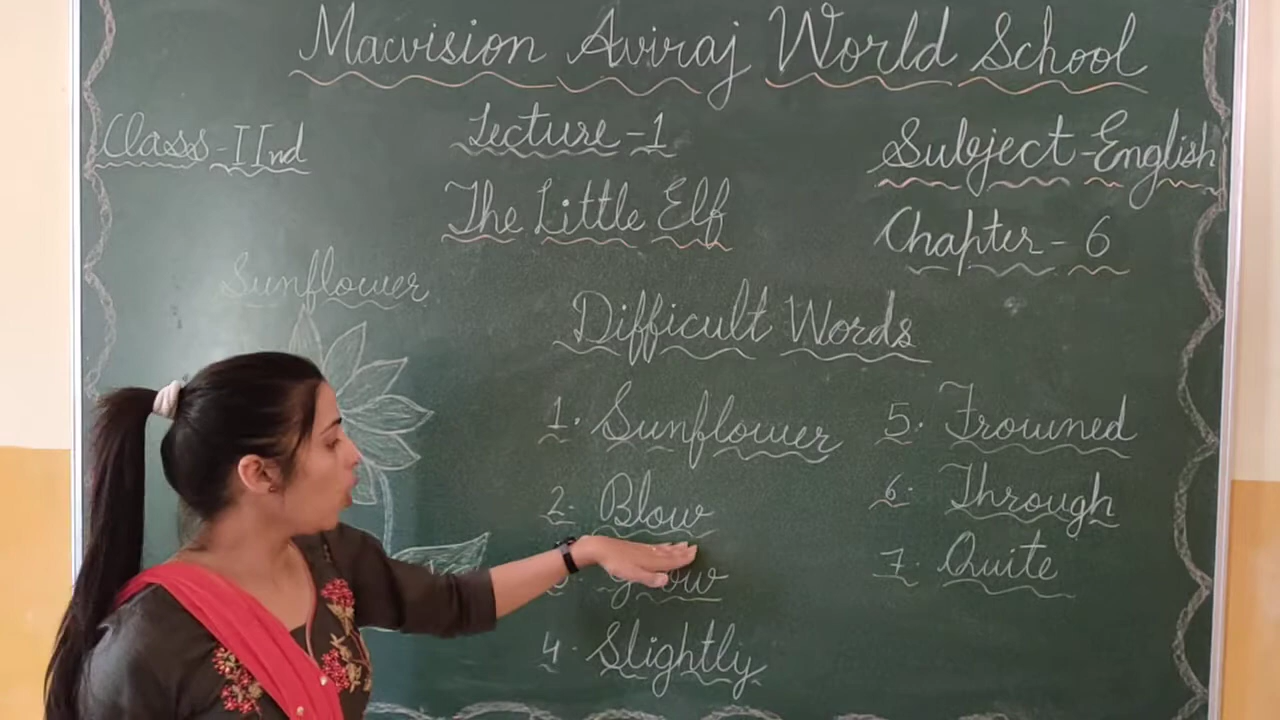 Macvision Aviraj World School
Class-IInd
Lecture-1
Subject-English
The Little Elf
Chapter-6
Sunflower
Difficult Words
1. Sunflower
2. Blow
4. Slightly
5. Frowned
6. Through
7. Quite